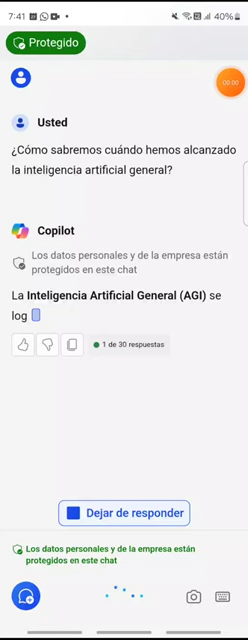 7:41
40%
Protegido
00:00
Usted
¿Cómo sabremos cuándo hemos alcanzado
la inteligencia artificial general?
Copilot
Los datos personales y de la empresa están
protegidos en este chat
La Inteligencia Artificial General (AGI) se
log
1 de 30 respuestas
Dejar de responder
Los datos personales y de la empresa están
protegidos en este chat